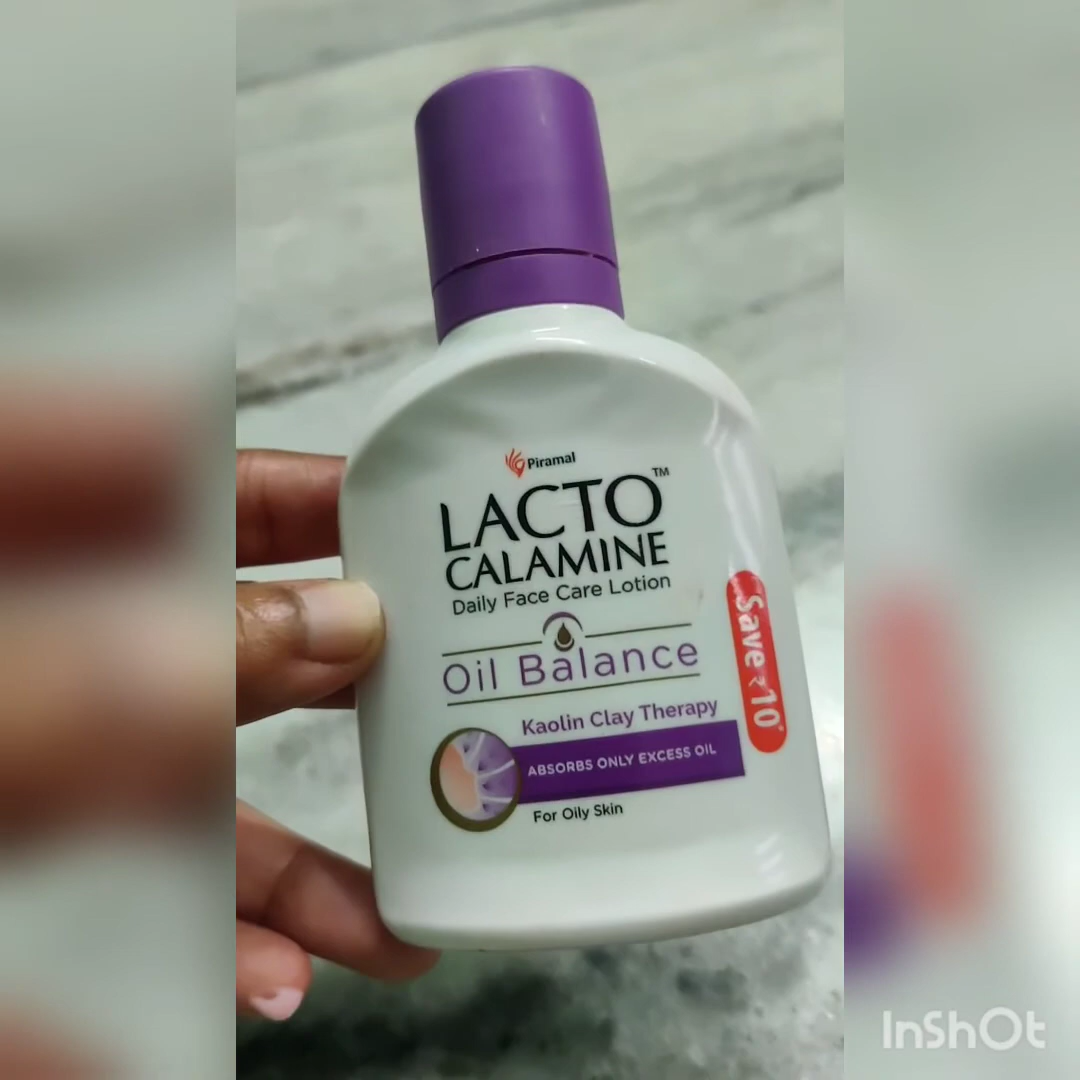 Piramal
LACTO™
CALAMINE
Daily Face Care Lotion
Oil Balance
Kaolin Clay Therapy
ABSORBS ONLY EXCESS OIL
For Oily Skin
Save ₹10*
InShOt